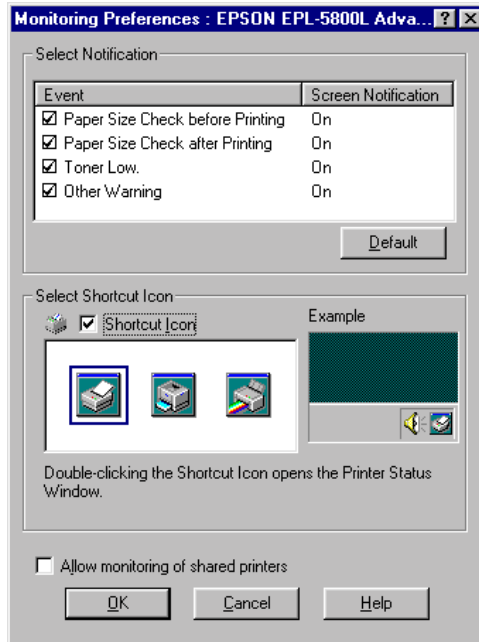 Monitoring Preferences : EPSON EPL-5800L Adva... ? ×
Select Notification
Event Screen Notification
Paper Size Check before Printing On
Paper Size Check after Printing On
Toner Low. On
Other Warning On
Default
Select Shortcut Icon
Shortcut Icon
Example
Double-clicking the Shortcut Icon opens the Printer Status
Window.
Allow monitoring of shared printers
OK Cancel Help